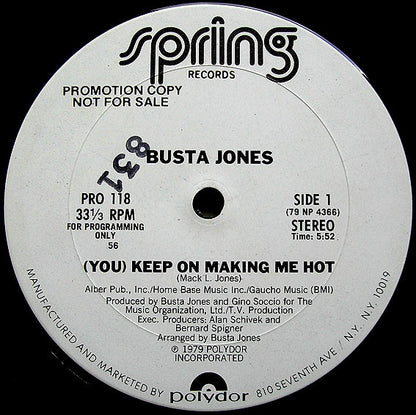 spring
RECORDS
PROMOTION COPY
NOT FOR SALE
831
BUSTA JONES
PRO 118
33⅓ RPM
FOR PROGRAMMING
ONLY
56
SIDE 1
(79 NP 4366)
STEREO
Time: 5:52
(YOU) KEEP ON MAKING ME HOT
(Mack L. Jones)
Alber Pub., Inc./Home Base Music Inc./Gaucho Music (BMI)
Produced by Busta Jones and Gino Soccio for The
Music Organization, Ltd./T.V. Production
Exec. Producers: Alan Schivek and
Bernard Spigner
Arranged by Busta Jones
℗ 1979 POLYDOR
INCORPORATED
MANUFACTURED AND MARKETED BY polydor 810 SEVENTH AVE / N.Y. N.Y. 10019